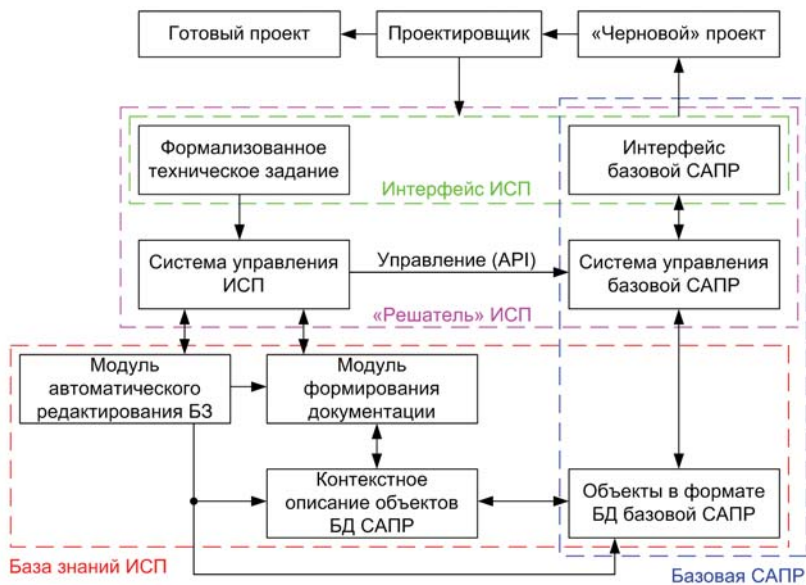 Готовый проект
Проектировщик
«Черновой» проект
Формализованное
техническое задание
Интерфейс
базовой САПР
Интерфейс ИСП
Система управления
ИСП
Управление (API)
Система управления
базовой САПР
«Решатель» ИСП
Модуль
автоматического
редактирования БЗ
Модуль
формирования
документации
Контекстное
описание объектов
БД САПР
Объекты в формате
БД базовой САПР
База знаний ИСП
Базовая САПР